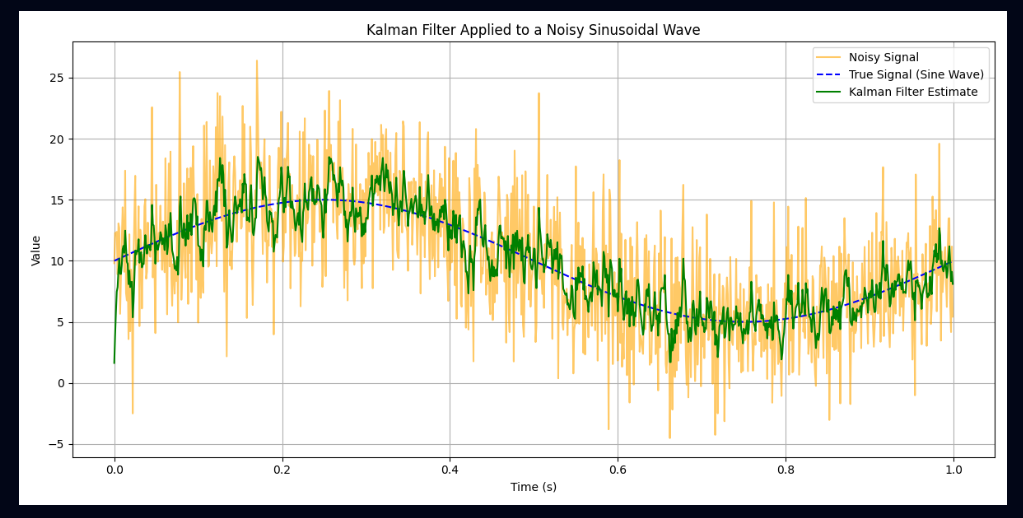 Kalman Filter Applied to a Noisy Sinusoidal Wave
Noisy Signal
True Signal (Sine Wave)
Kalman Filter Estimate
Value
25
20
15
10
5
0
−5
0.0 0.2 0.4 0.6 0.8 1.0
Time (s)